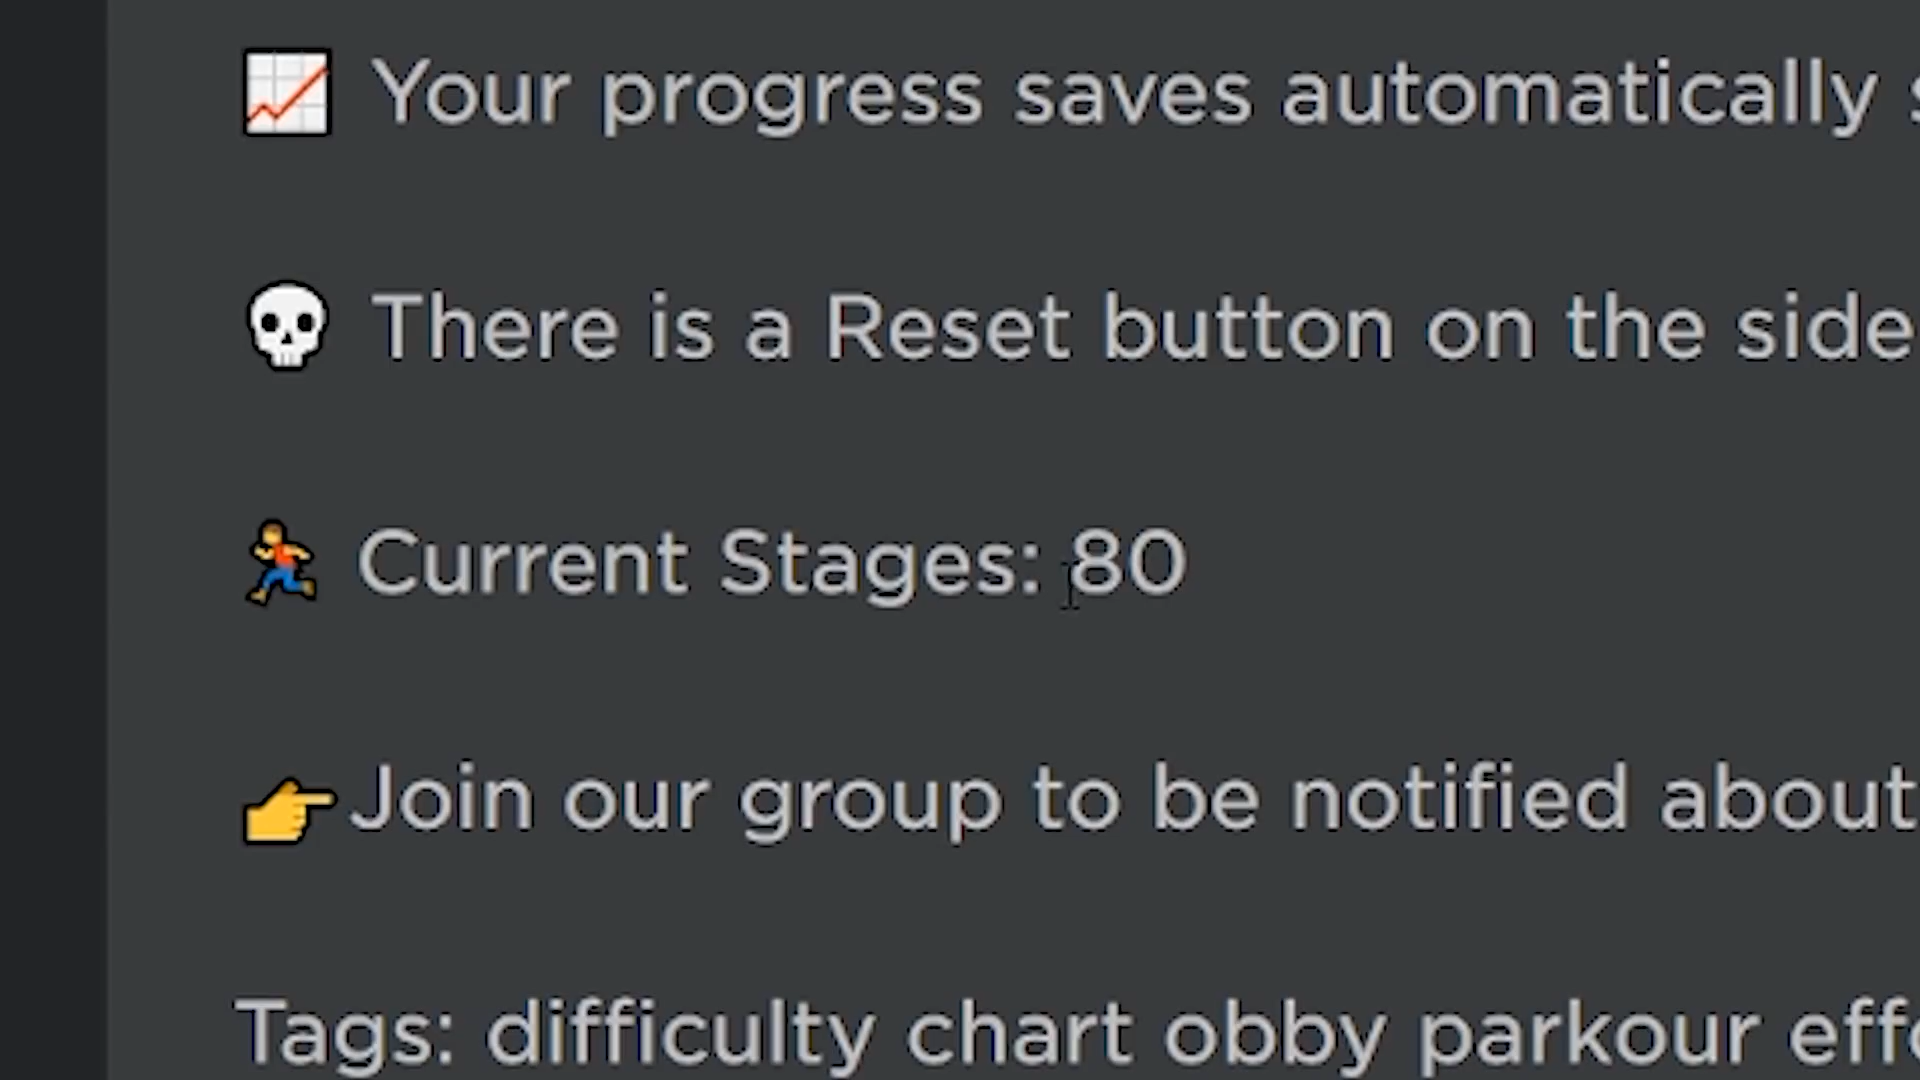 Your progress saves automatically
There is a Reset button on the side
Current Stages: 80
Join our group to be notified about
Tags: difficulty chart obby parkour